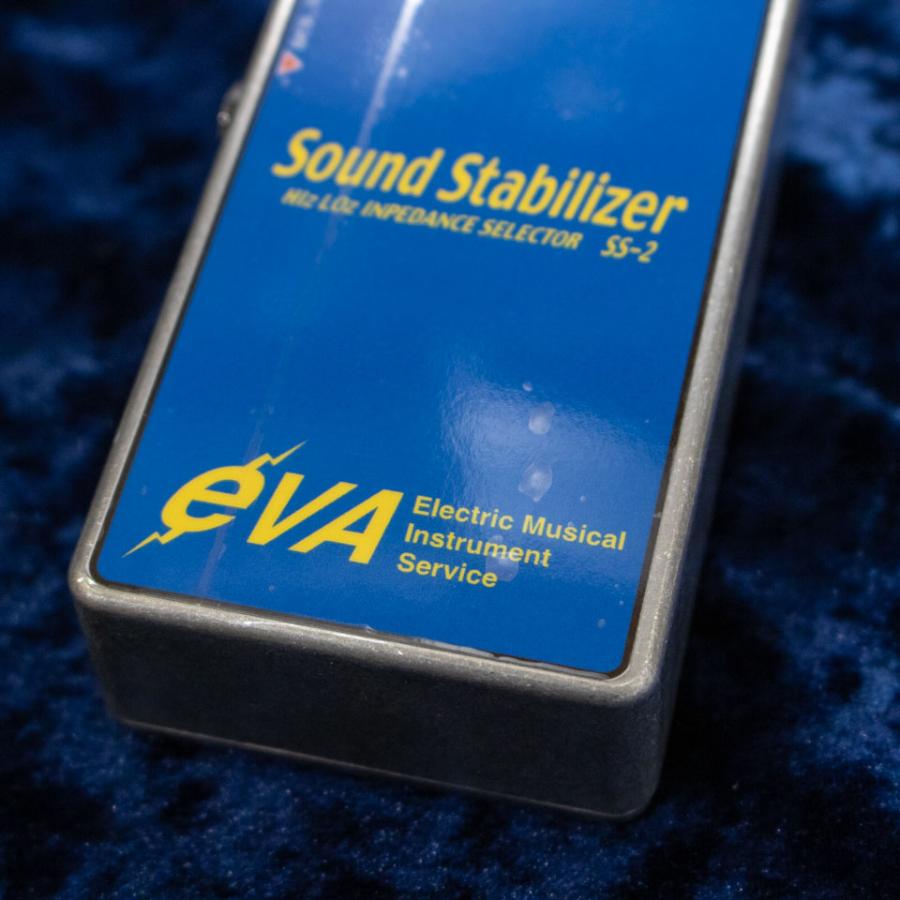 Sound Stabilizer
HIz LOz INPEDANCE SELECTOR SS-2
eVA
Electric Musical
Instrument
Service